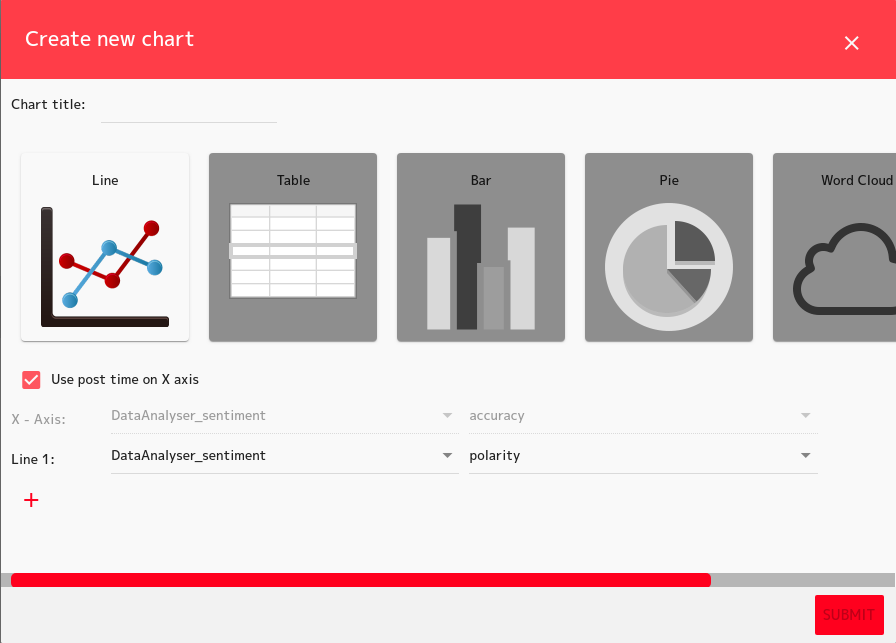 Create new chart
Chart title:
Line
Table
Bar
Pie
Word Cloud
Use post time on X axis
X - Axis: DataAnalyser_sentiment accuracy
Line 1: DataAnalyser_sentiment polarity
SUBMIT